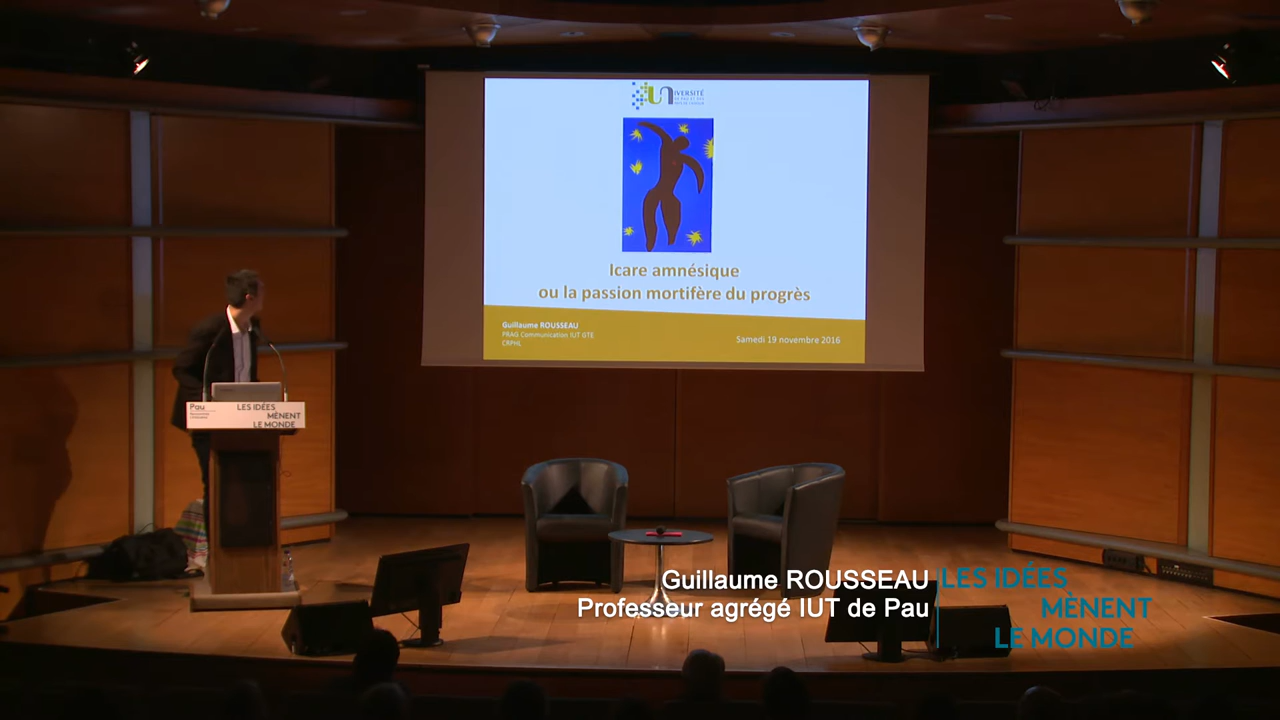 UNIVERSITÉ
Icare amnésique
ou la passion mortifère du progrès
Guillaume ROUSSEAU
PRAG Communication IUT GTE
CRPHL
Samedi 19 novembre 2016
Pau
LES IDÉES
MÈNENT
LE MONDE
Guillaume ROUSSEAU
Professeur agrégé IUT de Pau
LES IDÉES
MÈNENT
LE MONDE